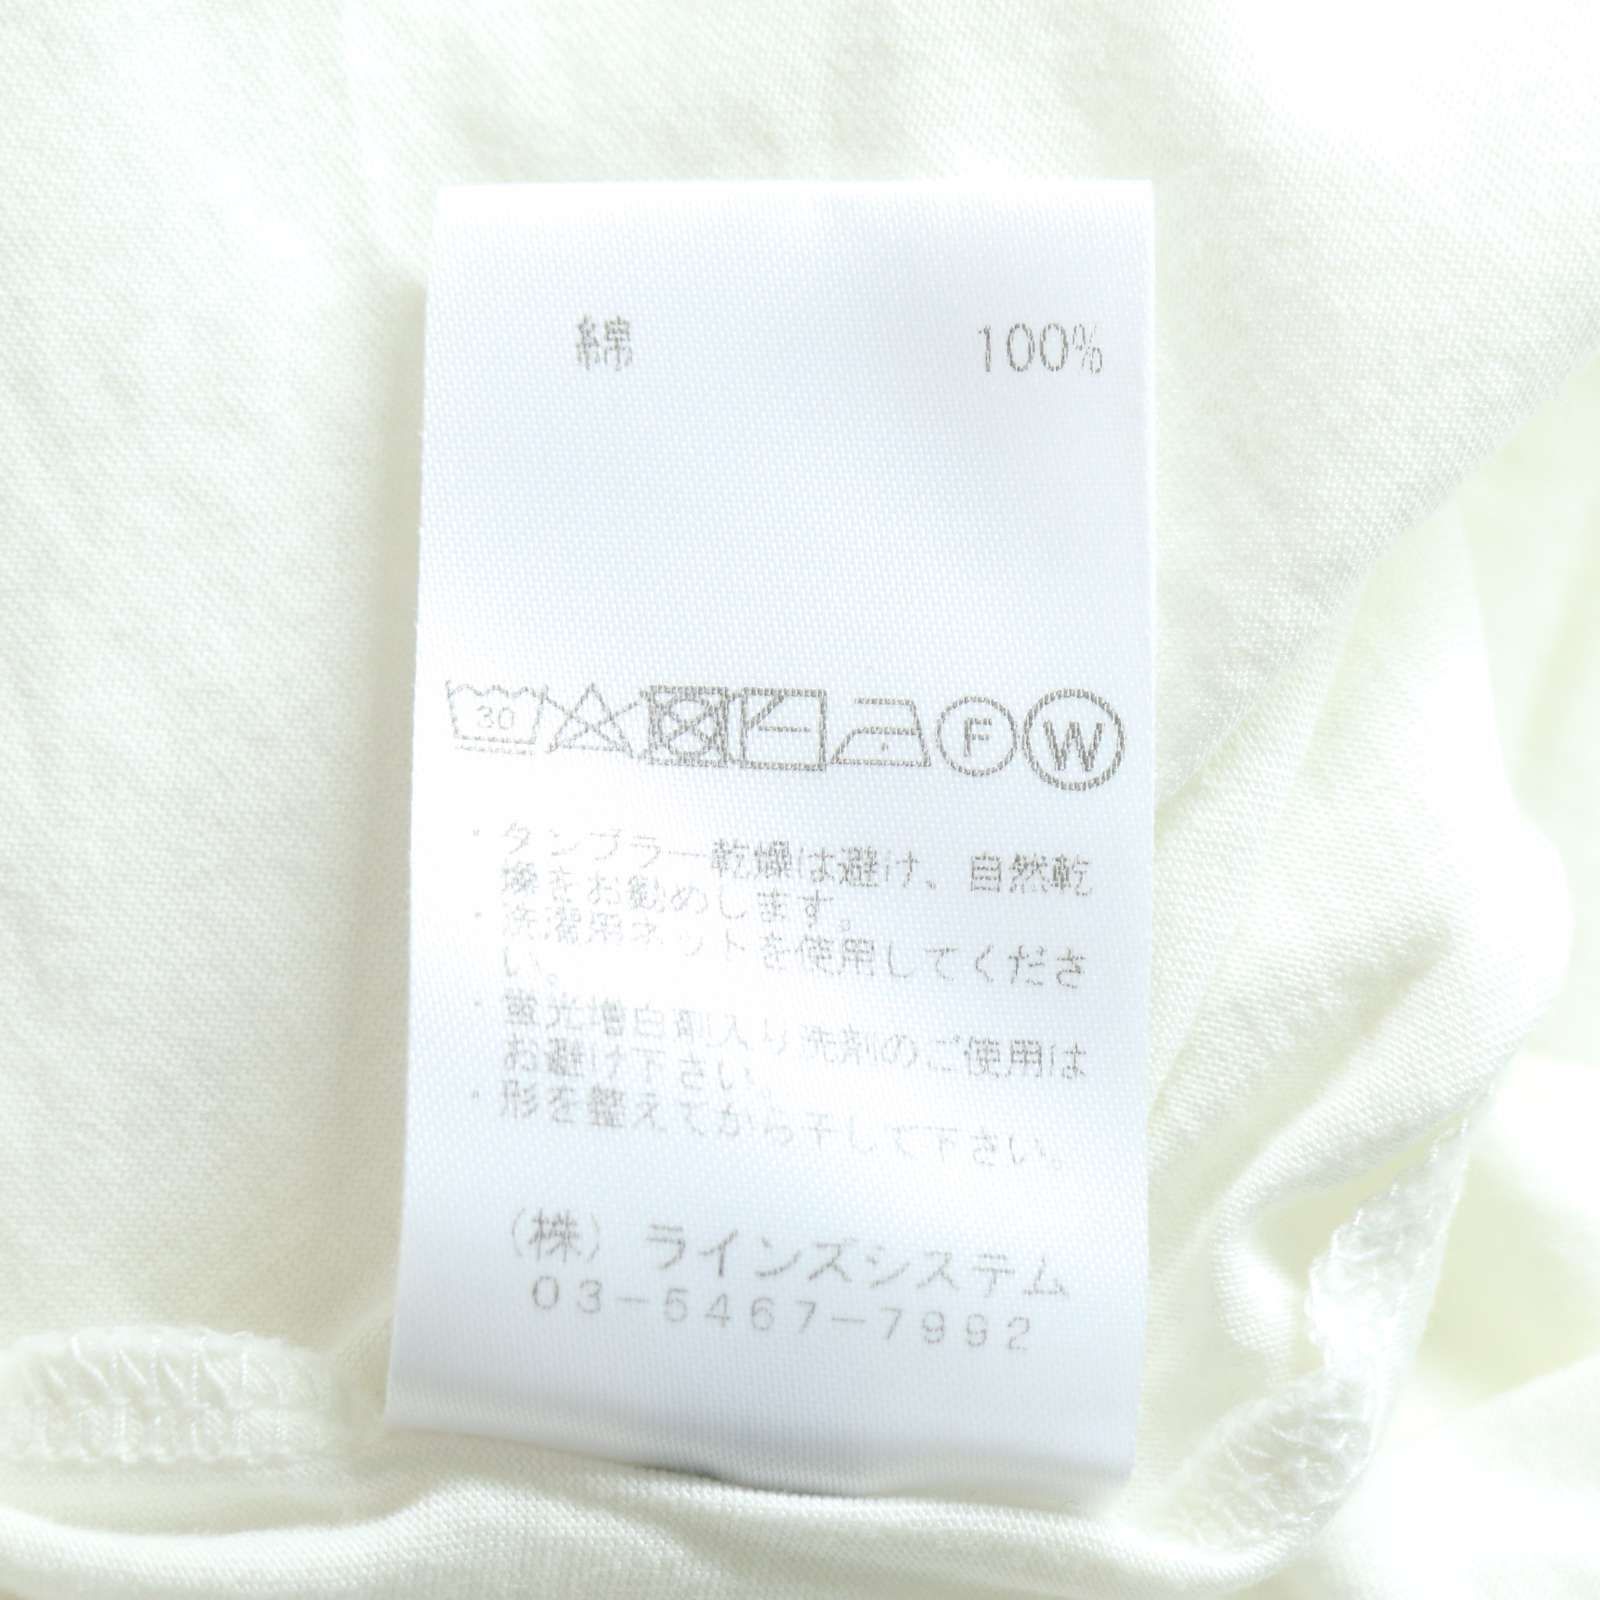 綿 100%
30 F W
・タンブラー乾燥は避け、自然乾
燥をお勧めします。
・洗濯用ネットを使用してくださ
い。
・蛍光増白剤入り洗剤のご使用は
お避け下さい。
・形を整えてから干して下さい。
(株)ラインズシステム
03-5467-7992